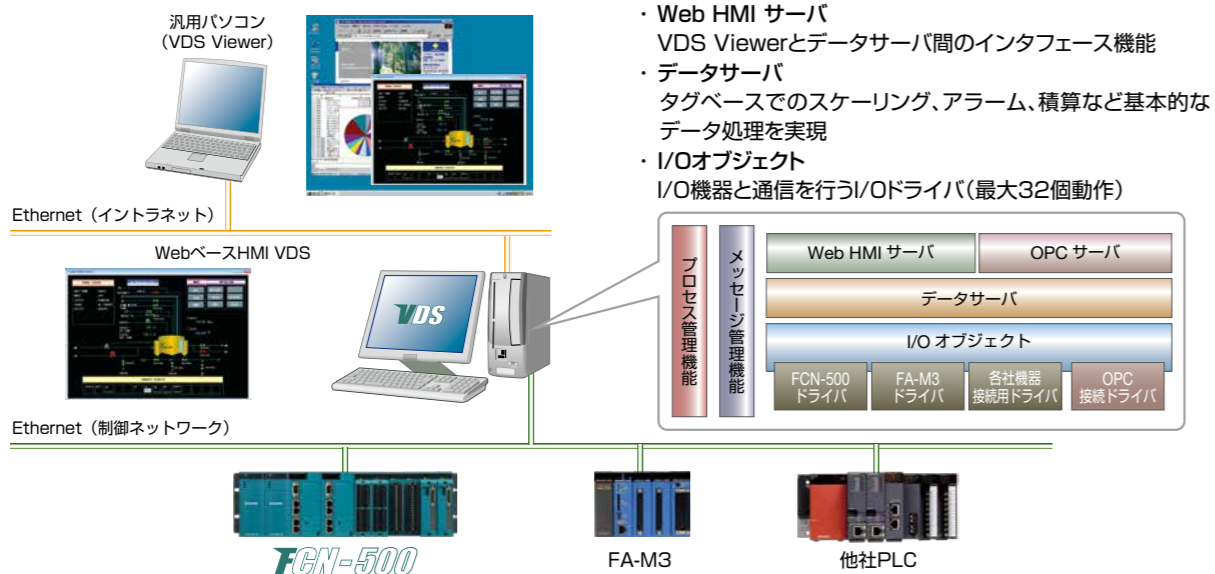 汎用パソコン
（VDS Viewer）
Ethernet（イントラネット）
WebベースHMI VDS
VDS
Ethernet（制御ネットワーク）
FCN-500
FA-M3
他社PLC
・ Web HMI サーバ
VDS Viewerとデータサーバ間のインタフェース機能
・ データサーバ
タグベースでのスケーリング、アラーム、積算など基本的な
データ処理を実現
・ I/Oオブジェクト
I/O機器と通信を行うI/Oドライバ（最大32個動作）
プロセス管理機能
メッセージ管理機能
Web HMI サーバ
OPC サーバ
データサーバ
I/O オブジェクト
FCN-500
ドライバ
FA-M3
ドライバ
各社機器
接続用ドライバ
OPC
接続ドライバ